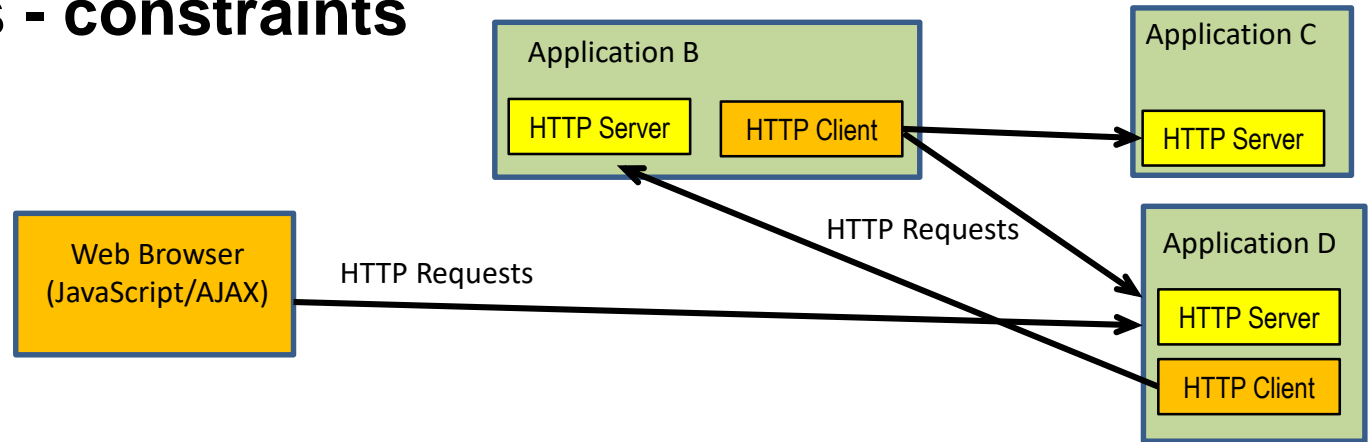 s - constraints
Application B
HTTP Server
HTTP Client
Application C
HTTP Server
HTTP Requests
Web Browser
(JavaScript/AJAX)
HTTP Requests
Application D
HTTP Server
HTTP Client